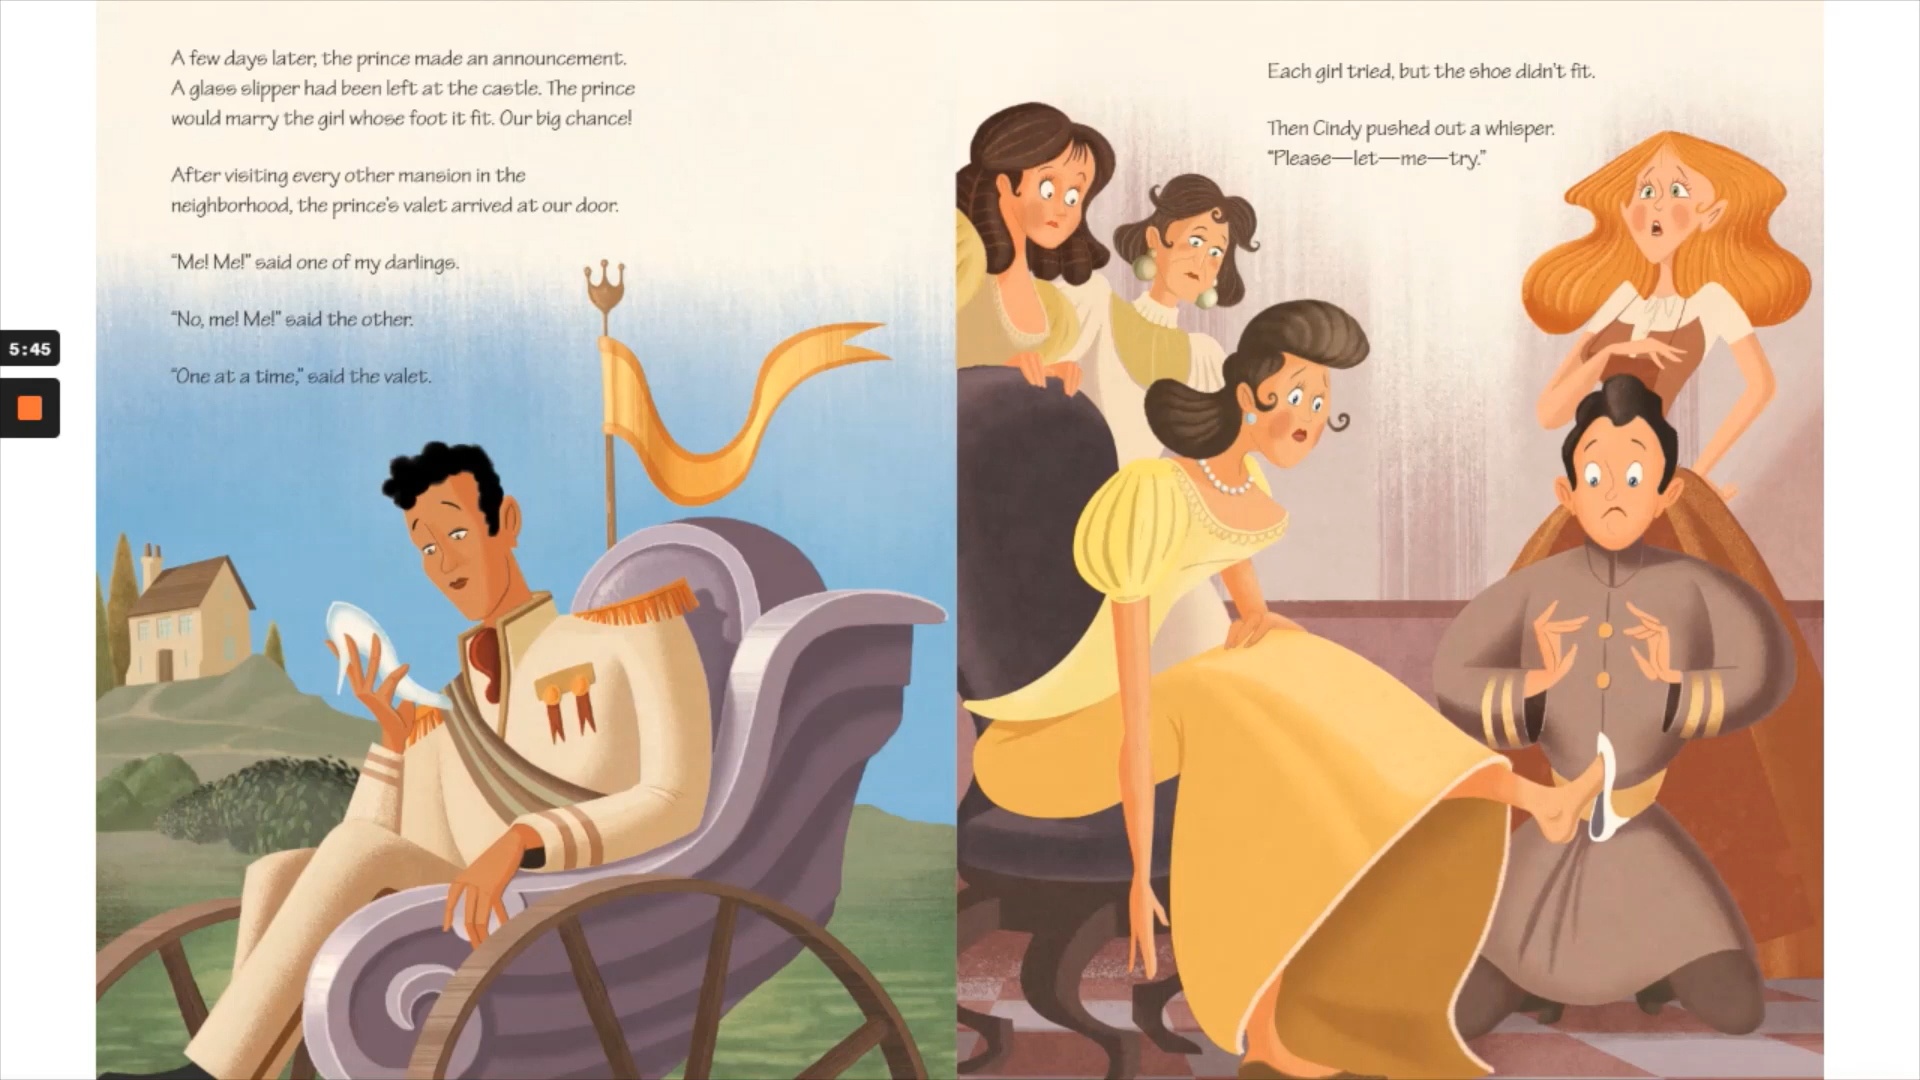 A few days later, the prince made an announcement.
A glass slipper had been left at the castle. The prince
would marry the girl whose foot it fit. Our big chance!
After visiting every other mansion in the
neighborhood, the prince's valet arrived at our door.
"Me! Me!" said one of my darlings.
"No, me! Me!" said the other.
"One at a time," said the valet.
Each girl tried, but the shoe didn't fit.
Then Cindy pushed out a whisper.
"Please—let—me—try."
5:45